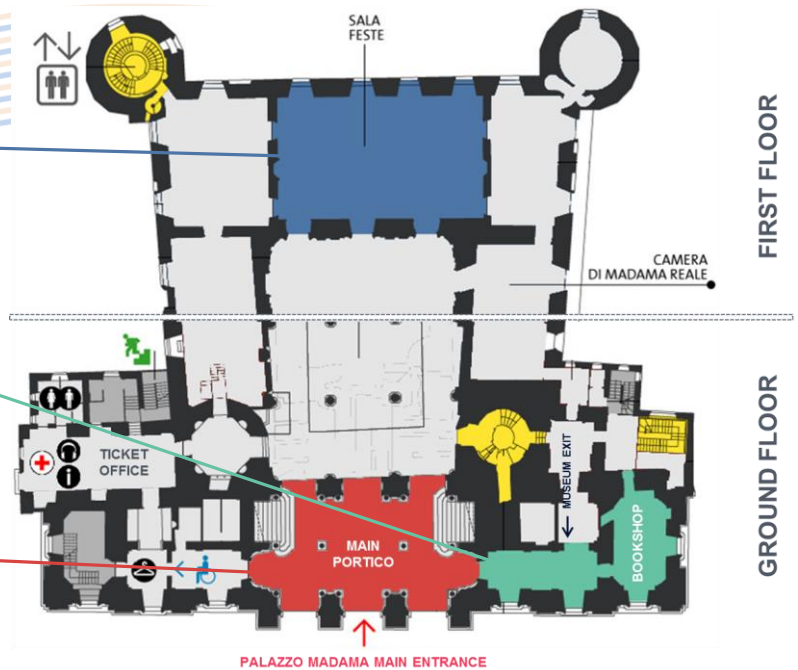 SALA
FESTE
FIRST FLOOR
CAMERA
DI MADAMA REALE
GROUND FLOOR
TICKET
OFFICE
MUSEUM EXIT
BOOKSHOP
MAIN
PORTICO
PALAZZO MADAMA MAIN ENTRANCE